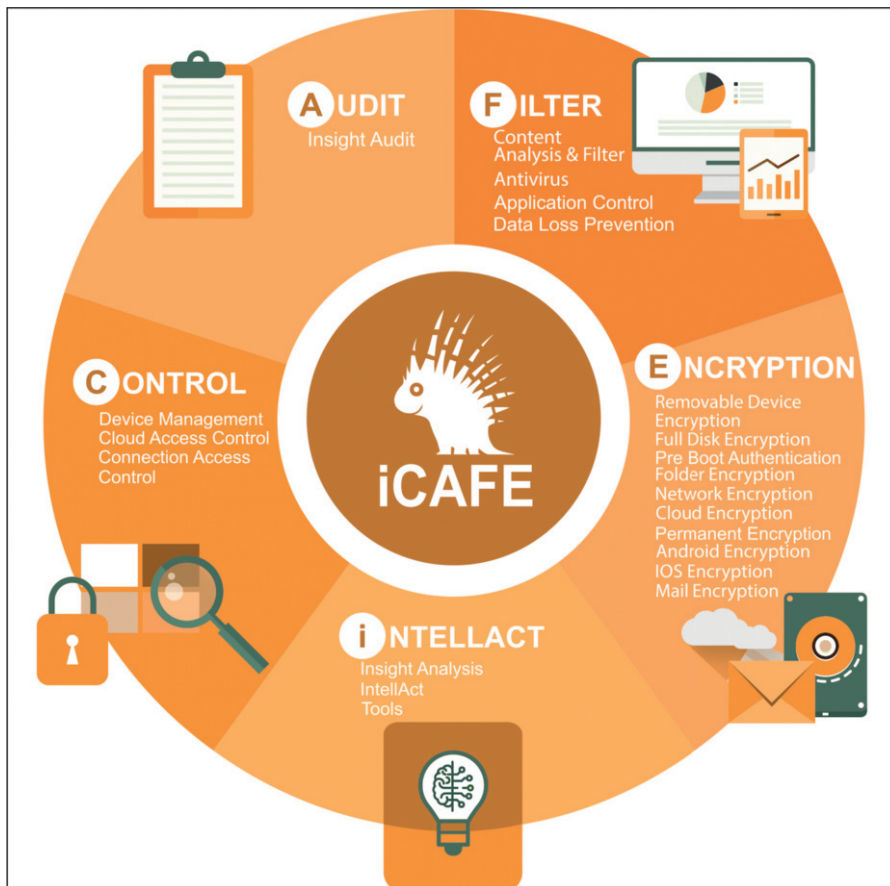 AUDIT
Insight Audit
FILTER
Content
Analysis & Filter
Antivirus
Application Control
Data Loss Prevention
CONTROL
Device Management
Cloud Access Control
Connection Access
Control
iCAFE
ENCRYPTION
Removable Device
Encryption
Full Disk Encryption
Pre Boot Authentication
Folder Encryption
Network Encryption
Cloud Encryption
Permanent Encryption
Android Encryption
IOS Encryption
Mail Encryption
iNTELLACT
Insight Analysis
IntellAct
Tools